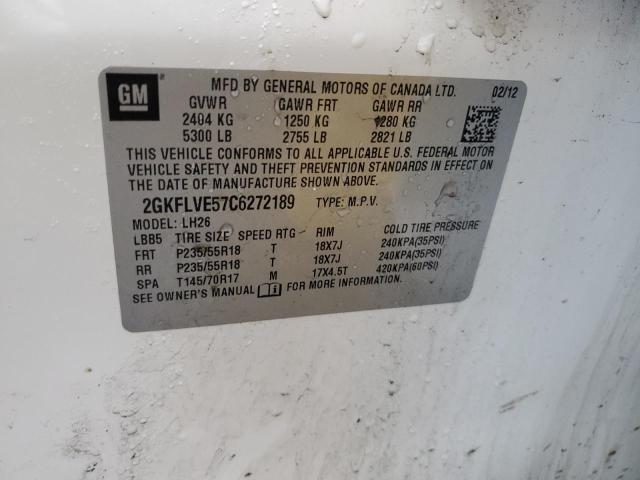 GM
MFD BY GENERAL MOTORS OF CANADA LTD. 02/12
GVWR GAWR FRT GAWR RR
2404 KG 1250 KG 1280 KG
5300 LB 2755 LB 2821 LB
THIS VEHICLE CONFORMS TO ALL APPLICABLE U.S. FEDERAL MOTOR
VEHICLE SAFETY AND THEFT PREVENTION STANDARDS IN EFFECT ON
THE DATE OF MANUFACTURE SHOWN ABOVE.
2GKFLVE57C6272189 TYPE: M.P.V.
MODEL: LH26
LBB5 TIRE SIZE SPEED RTG RIM COLD TIRE PRESSURE
FRT P235/55R18 T 18X7J 240KPA(35PSI)
RR P235/55R18 T 18X7J 240KPA(35PSI)
SPA T145/70R17 M 17X4.5T 420KPA(60PSI)
SEE OWNER'S MANUAL i FOR MORE INFORMATION.